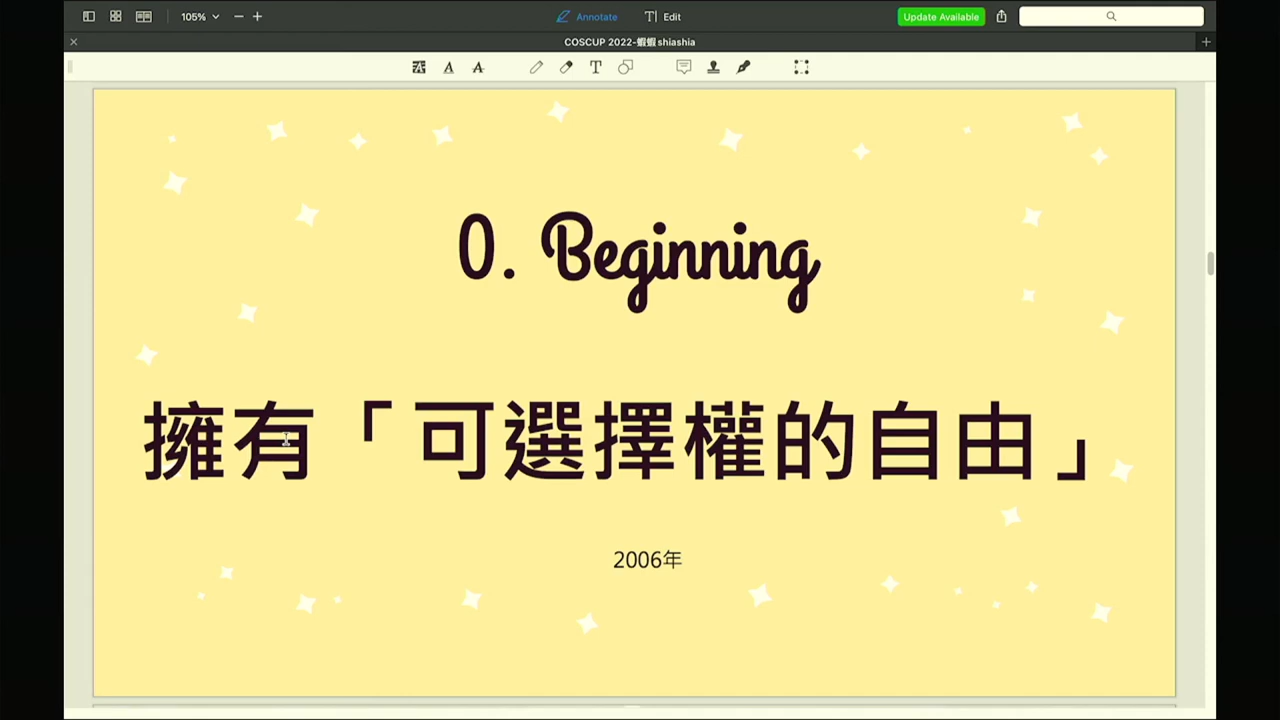 105%
Annotate
Edit
Update Available
COSCUP 2022-蝦蝦 shiashia
0. Beginning
擁有「可選擇權的自由」
2006年